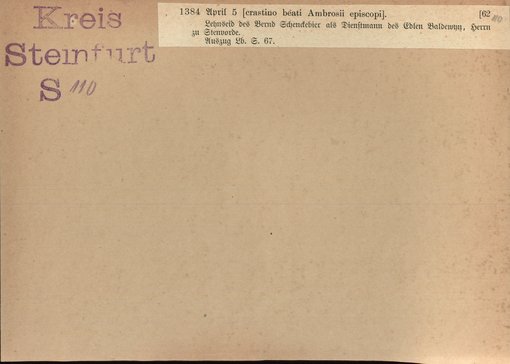 Kreis
Steinfurt
S 110
1384 April 5 [crastino beati Ambrosii episcopi]. [62
110
Lehnseid des Bernd Schenckebier als Dienstmann des Edlen Baldewyn, Herrn
zu Stenvorde.
Auszug Lb. S. 67.